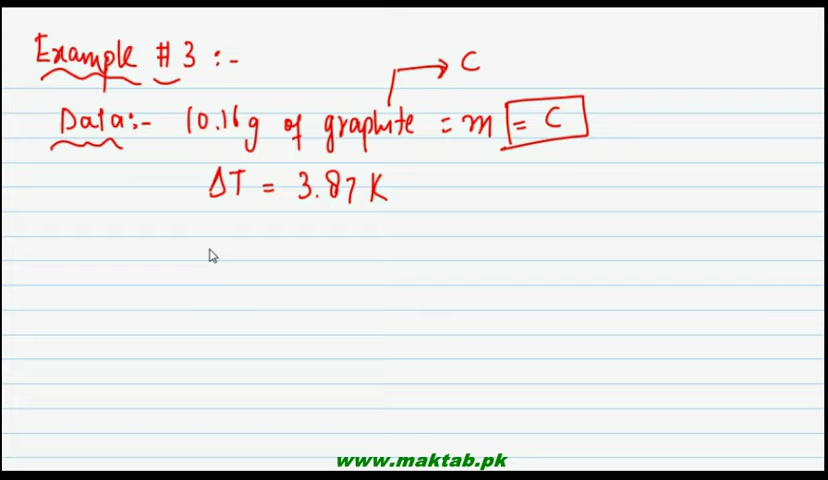 Example # 3 :-
C
Data:- 10.16g of graphite = m = C
ΔT = 3.87 K
www.maktab.pk